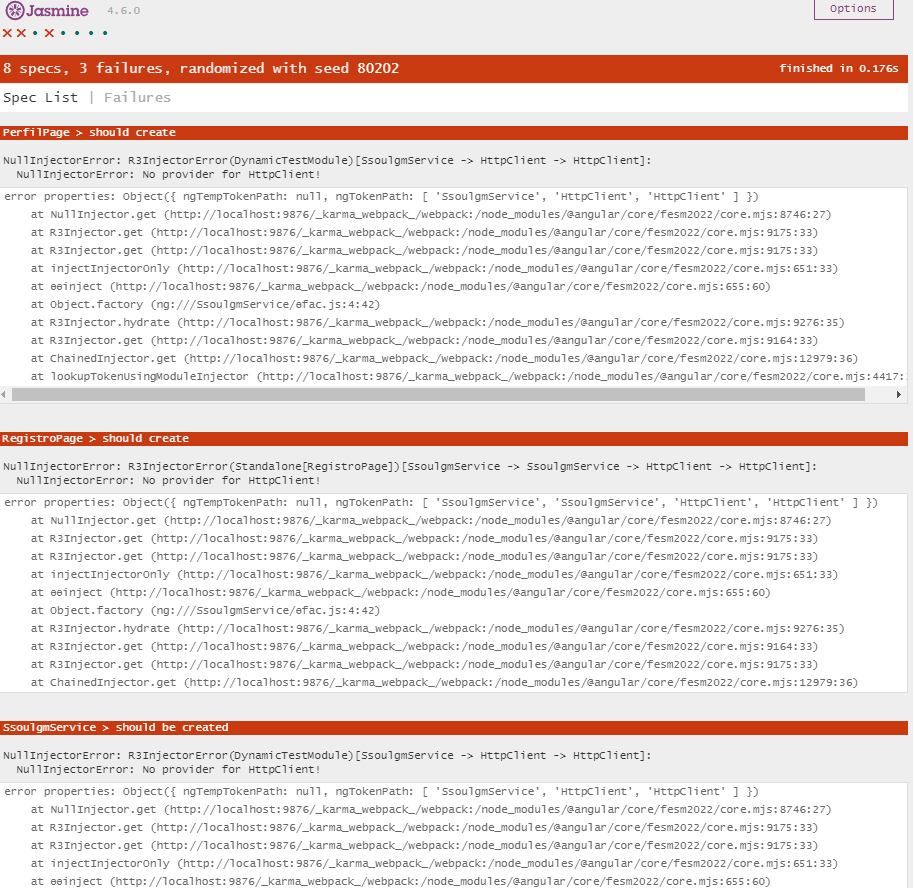 Jasmine 4.6.0 Options
××•×••••
8 specs, 3 failures, randomized with seed 80202 finished in 0.176s
Spec List | Failures
PerfilPage > should create
NullInjectorError: R3InjectorError(DynamicTestModule)[SsoulgmService -> HttpClient -> HttpClient]:
NullInjectorError: No provider for HttpClient!
error properties: Object({ ngTempTokenPath: null, ngTokenPath: [ 'SsoulgmService', 'HttpClient', 'HttpClient' ] })
at NullInjector.get (http://localhost:9876/_karma_webpack_/webpack:/node_modules/@angular/core/fesm2022/core.mjs:8746:27)
at R3Injector.get (http://localhost:9876/_karma_webpack_/webpack:/node_modules/@angular/core/fesm2022/core.mjs:9175:33)
at R3Injector.get (http://localhost:9876/_karma_webpack_/webpack:/node_modules/@angular/core/fesm2022/core.mjs:9175:33)
at injectInjectorOnly (http://localhost:9876/_karma_webpack_/webpack:/node_modules/@angular/core/fesm2022/core.mjs:651:33)
at ɵɵinject (http://localhost:9876/_karma_webpack_/webpack:/node_modules/@angular/core/fesm2022/core.mjs:655:60)
at Object.factory (ng:///SsoulgmService/ɵfac.js:4:42)
at R3Injector.hydrate (http://localhost:9876/_karma_webpack_/webpack:/node_modules/@angular/core/fesm2022/core.mjs:9276:35)
at R3Injector.get (http://localhost:9876/_karma_webpack_/webpack:/node_modules/@angular/core/fesm2022/core.mjs:9164:33)
at ChainedInjector.get (http://localhost:9876/_karma_webpack_/webpack:/node_modules/@angular/core/fesm2022/core.mjs:12979:36)
at lookupTokenUsingModuleInjector (http://localhost:9876/_karma_webpack_/webpack:/node_modules/@angular/core/fesm2022/core.mjs:4417:
RegistroPage > should create
NullInjectorError: R3InjectorError(Standalone[RegistroPage])[SsoulgmService -> SsoulgmService -> HttpClient -> HttpClient]:
NullInjectorError: No provider for HttpClient!
error properties: Object({ ngTempTokenPath: null, ngTokenPath: [ 'SsoulgmService', 'SsoulgmService', 'HttpClient', 'HttpClient' ] })
at NullInjector.get (http://localhost:9876/_karma_webpack_/webpack:/node_modules/@angular/core/fesm2022/core.mjs:8746:27)
at R3Injector.get (http://localhost:9876/_karma_webpack_/webpack:/node_modules/@angular/core/fesm2022/core.mjs:9175:33)
at R3Injector.get (http://localhost:9876/_karma_webpack_/webpack:/node_modules/@angular/core/fesm2022/core.mjs:9175:33)
at injectInjectorOnly (http://localhost:9876/_karma_webpack_/webpack:/node_modules/@angular/core/fesm2022/core.mjs:651:33)
at ɵɵinject (http://localhost:9876/_karma_webpack_/webpack:/node_modules/@angular/core/fesm2022/core.mjs:655:60)
at Object.factory (ng:///SsoulgmService/ɵfac.js:4:42)
at R3Injector.hydrate (http://localhost:9876/_karma_webpack_/webpack:/node_modules/@angular/core/fesm2022/core.mjs:9276:35)
at R3Injector.get (http://localhost:9876/_karma_webpack_/webpack:/node_modules/@angular/core/fesm2022/core.mjs:9164:33)
at R3Injector.get (http://localhost:9876/_karma_webpack_/webpack:/node_modules/@angular/core/fesm2022/core.mjs:9175:33)
at ChainedInjector.get (http://localhost:9876/_karma_webpack_/webpack:/node_modules/@angular/core/fesm2022/core.mjs:12979:36)
SsoulgmService > should be created
NullInjectorError: R3InjectorError(DynamicTestModule)[SsoulgmService -> HttpClient -> HttpClient]:
NullInjectorError: No provider for HttpClient!
error properties: Object({ ngTempTokenPath: null, ngTokenPath: [ 'SsoulgmService', 'HttpClient', 'HttpClient' ] })
at NullInjector.get (http://localhost:9876/_karma_webpack_/webpack:/node_modules/@angular/core/fesm2022/core.mjs:8746:27)
at R3Injector.get (http://localhost:9876/_karma_webpack_/webpack:/node_modules/@angular/core/fesm2022/core.mjs:9175:33)
at R3Injector.get (http://localhost:9876/_karma_webpack_/webpack:/node_modules/@angular/core/fesm2022/core.mjs:9175:33)
at injectInjectorOnly (http://localhost:9876/_karma_webpack_/webpack:/node_modules/@angular/core/fesm2022/core.mjs:651:33)
at ɵɵinject (http://localhost:9876/_karma_webpack_/webpack:/node_modules/@angular/core/fesm2022/core.mjs:655:60)